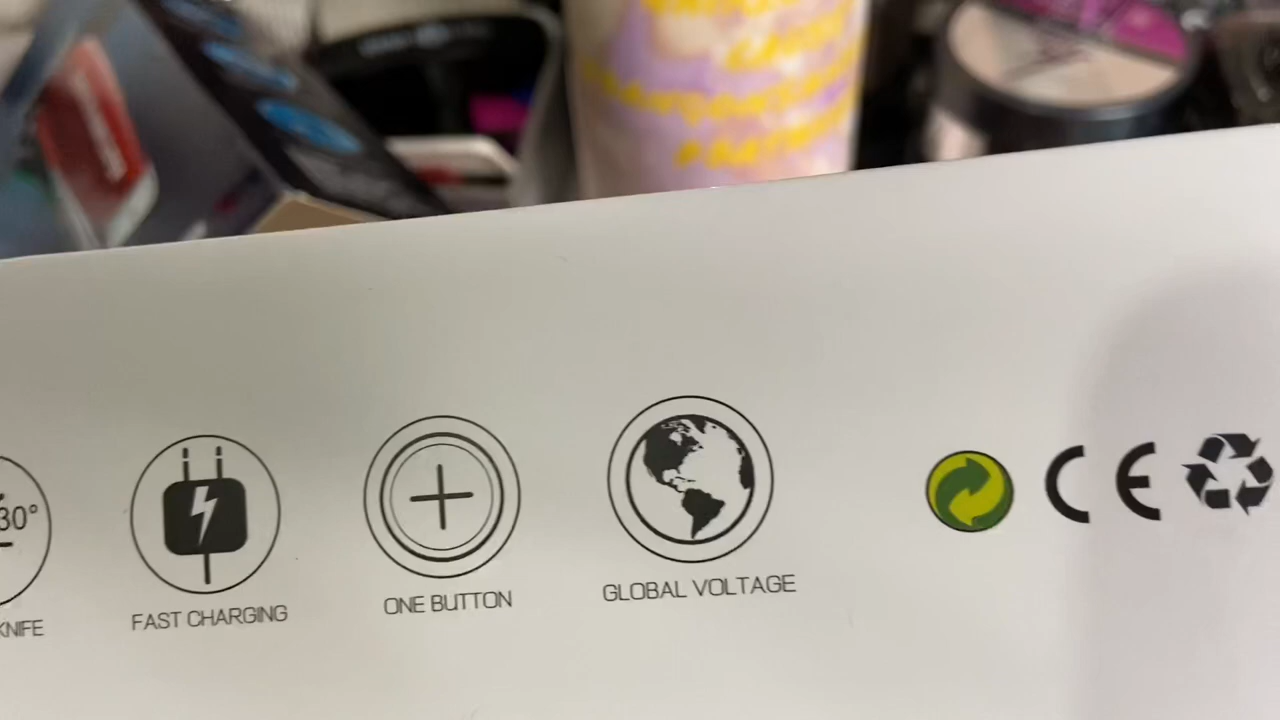 30°
KNIFE
FAST CHARGING
ONE BUTTON
GLOBAL VOLTAGE
CE